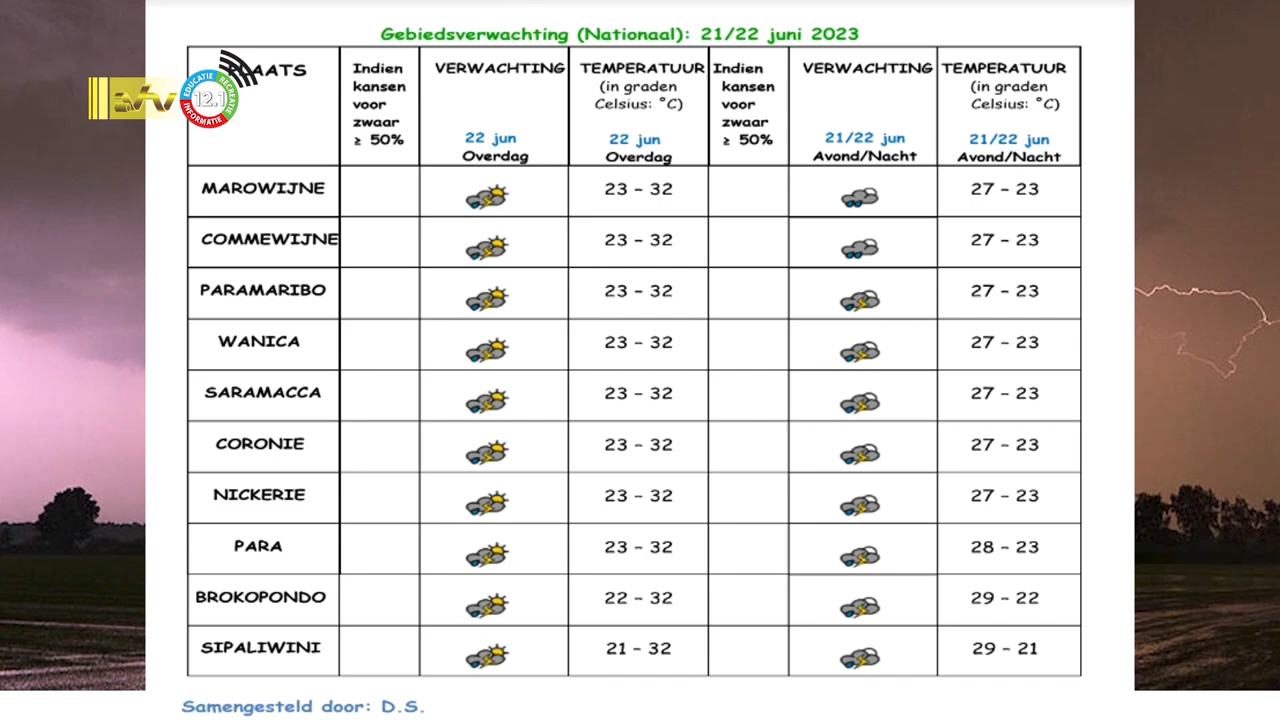 Gebiedsverwachting (Nationaal): 21/22 juni 2023
Indien kansen voor zwaar ≥ 50%
VERWACHTING
22 jun
Overdag
TEMPERATUUR
(in graden
Celsius: °C)
22 jun
Overdag
Indien kansen voor zwaar ≥ 50%
VERWACHTING
21/22 jun
Avond/Nacht
TEMPERATUUR
(in graden
Celsius: °C)
21/22 jun
Avond/Nacht
EDUCATIE
RECREATIE
INFORMATIE
12.1
MAROWIJNE 23 – 32 27 – 23
COMMEWIJNE 23 – 32 27 – 23
PARAMARIBO 23 – 32 27 – 23
WANICA 23 – 32 27 – 23
SARAMACCA 23 – 32 27 – 23
CORONIE 23 – 32 27 – 23
NICKERIE 23 – 32 27 – 23
PARA 23 – 32 28 – 23
BROKOPONDO 22 – 32 29 – 22
SIPALIWINI 21 – 32 29 – 21
Samengesteld door: D.S.